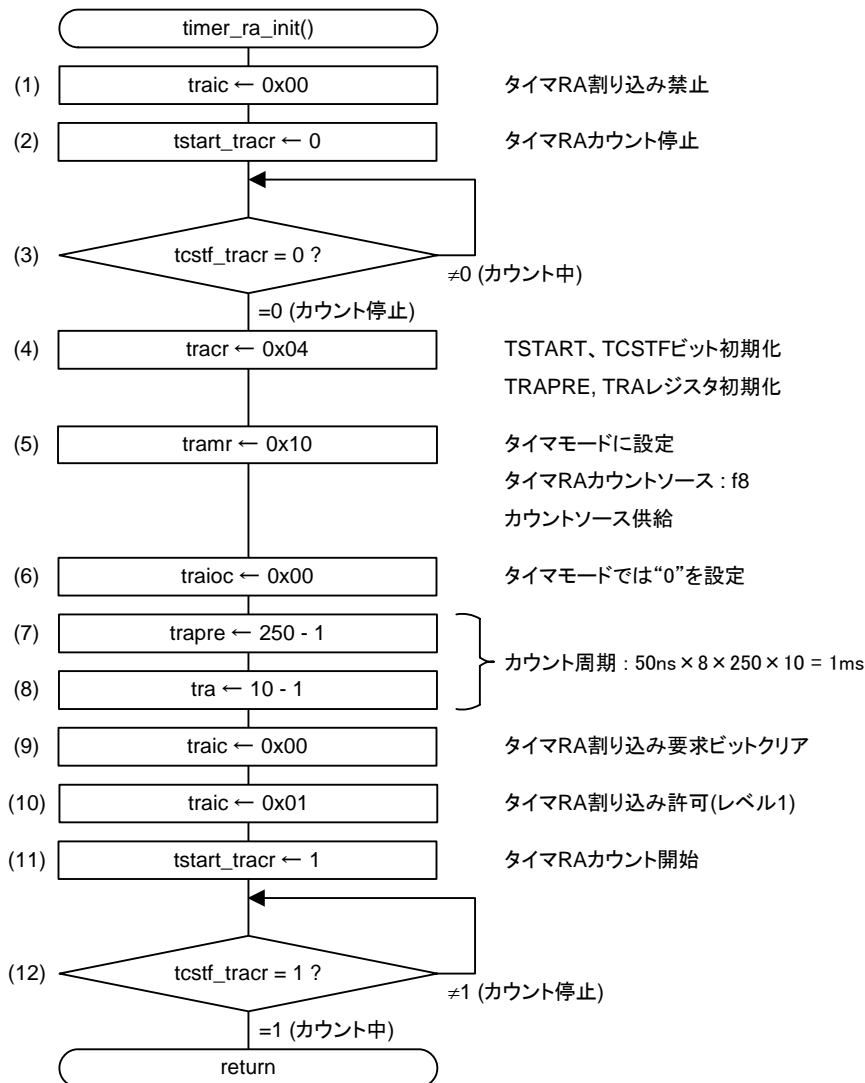 timer_ra_init()
(1) traic ← 0x00 タイマRA割り込み禁止
(2) tstart_tracr ← 0 タイマRAカウント停止
(3) tcstf_tracr = 0 ?
≠0 (カウント中)
=0 (カウント停止)
(4) tracr ← 0x04 TSTART、TCSTFビット初期化
TRAPRE, TRAレジスタ初期化
(5) tramr ← 0x10 タイマモードに設定
タイマRAカウントソース : f8
カウントソース供給
(6) traioc ← 0x00 タイマモードでは“0”を設定
(7) trapre ← 250 - 1
カウント周期 : 50ns×8×250×10 = 1ms
(8) tra ← 10 - 1
(9) traic ← 0x00 タイマRA割り込み要求ビットクリア
(10) traic ← 0x01 タイマRA割り込み許可(レベル1)
(11) tstart_tracr ← 1 タイマRAカウント開始
(12) tcstf_tracr = 1 ?
≠1 (カウント停止)
=1 (カウント中)
return